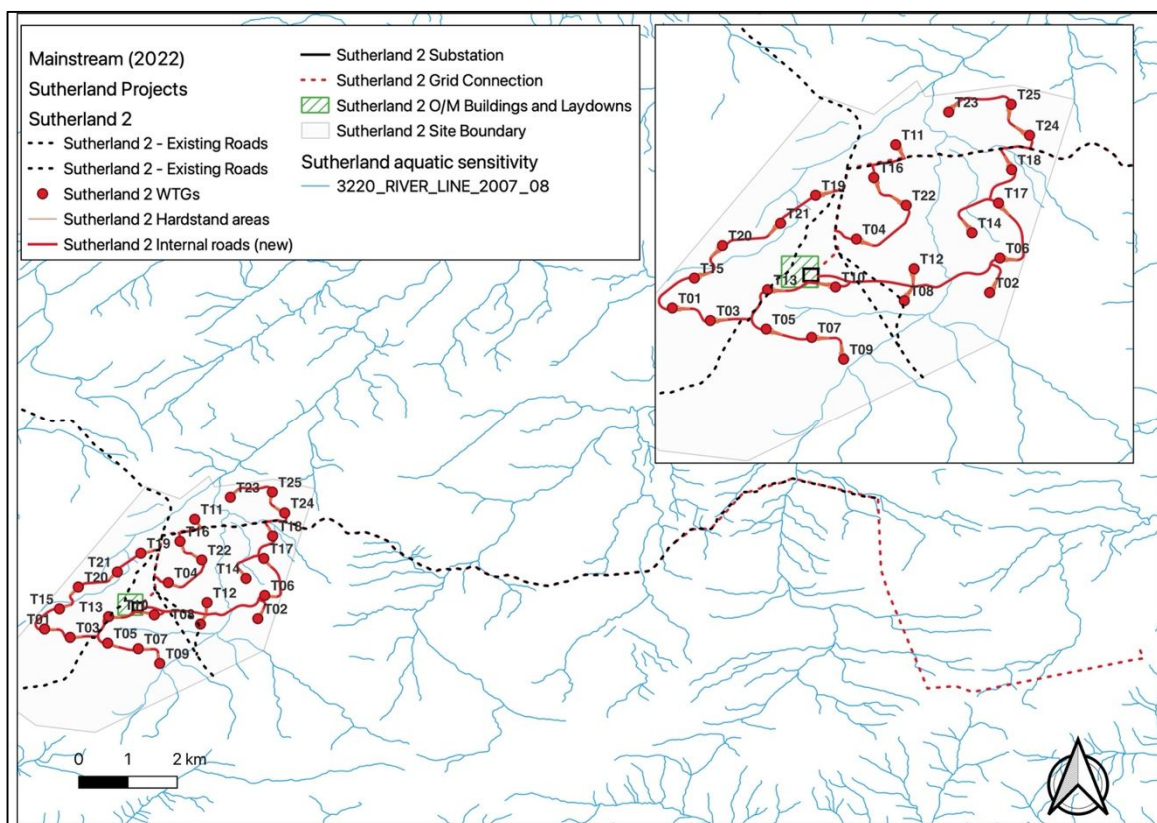 Mainstream (2022)
Sutherland Projects
Sutherland 2
Sutherland 2 - Existing Roads
Sutherland 2 - Existing Roads
Sutherland 2 WTGs
Sutherland 2 Hardstand areas
Sutherland 2 Internal roads (new)
Sutherland 2 Substation
Sutherland 2 Grid Connection
Sutherland 2 O/M Buildings and Laydowns
Sutherland 2 Site Boundary
Sutherland aquatic sensitivity
3220_RIVER_LINE_2007_08
T25
T23
T24
T11
T18
T16
T19
T22
T17
T21
T04
T14
T20
T06
T12
T15
T13
T10
T02
T08
T01
T03
T05
T07
T09
T25
T23
T24
T11
T18
T16
T19
T22
T17
T21
T14
T04
T20
T06
T12
T15
T13
T10
T02
T08
T01
T03
T05
T07
T09
0 1 2 km